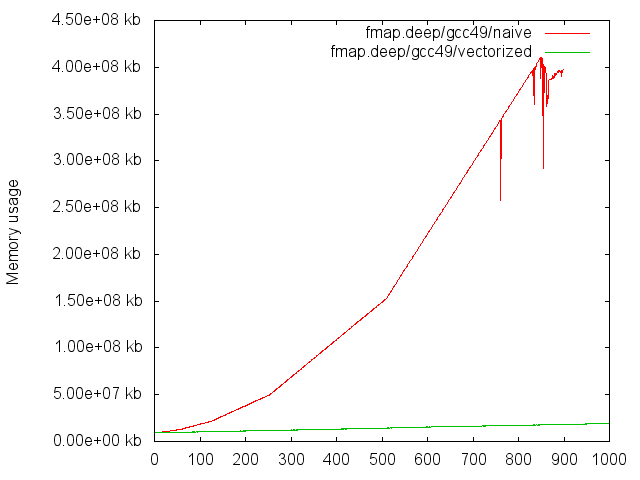 4.50e+08 kb
fmap.deep/gcc49/naive
fmap.deep/gcc49/vectorized
4.00e+08 kb
3.50e+08 kb
3.00e+08 kb
2.50e+08 kb
2.00e+08 kb
1.50e+08 kb
1.00e+08 kb
5.00e+07 kb
0.00e+00 kb
Memory usage
0 100 200 300 400 500 600 700 800 900 1000